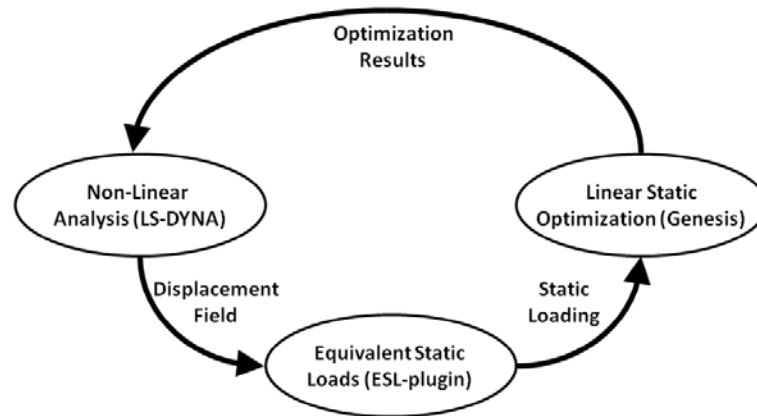 Optimization
Results
Non-Linear
Analysis (LS-DYNA)
Linear Static
Optimization (Genesis)
Displacement
Field
Static
Loading
Equivalent Static
Loads (ESL-plugin)